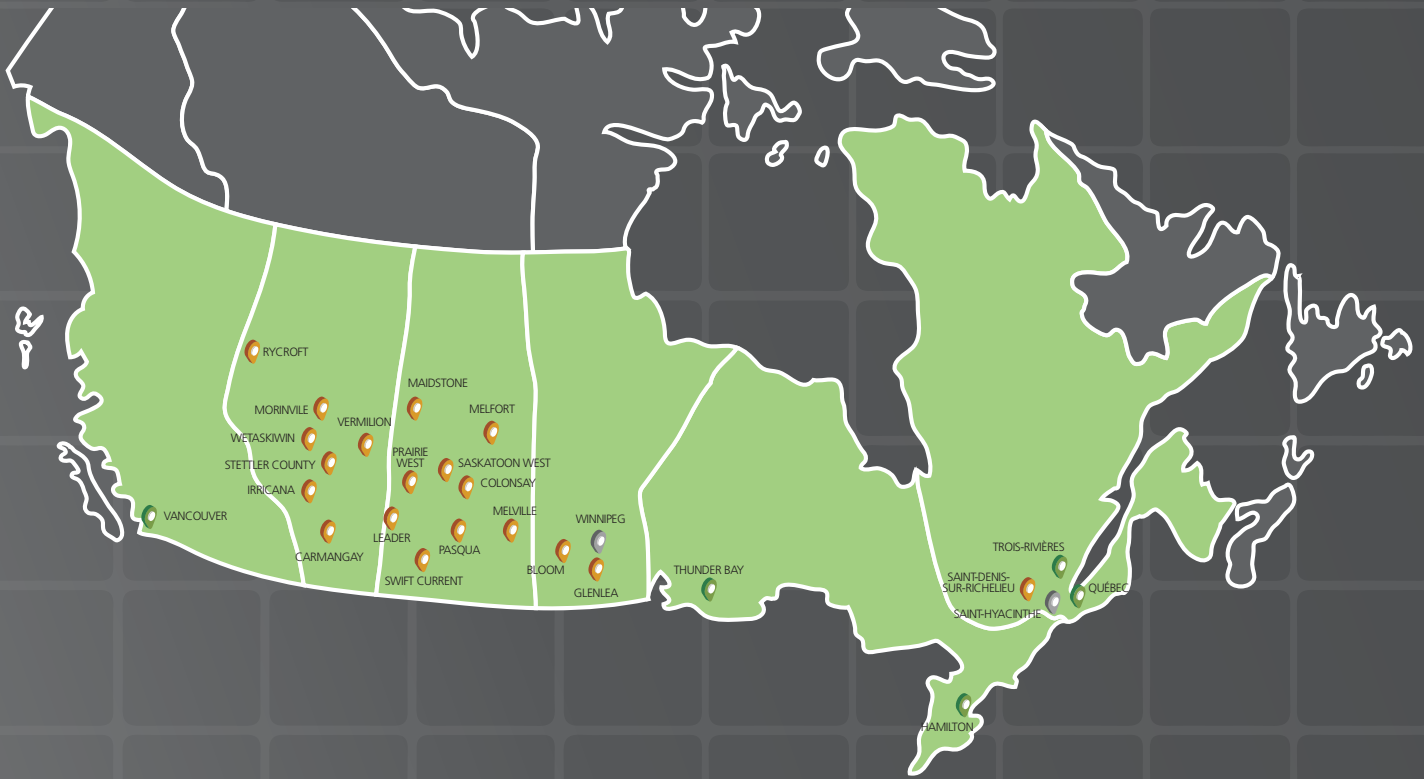 RYCROFT
MAIDSTONE
MORINVILE
MELFORT
VERMILION
WETASKIWIN
PRAIRIE
WEST
SASKATOON WEST
STETTLER COUNTY
COLONSAY
IRRICANA
MELVILLE
VANCOUVER
WINNIPEG
LEADER
PASQUA
CARMANGAY
BLOOM
SWIFT CURRENT
GLENLEA
THUNDER BAY
TROIS-RIVIÈRES
SAINT-DENIS-
SUR-RICHELIEU
QUÉBEC
SAINT-HYACINTHE
HAMILTON